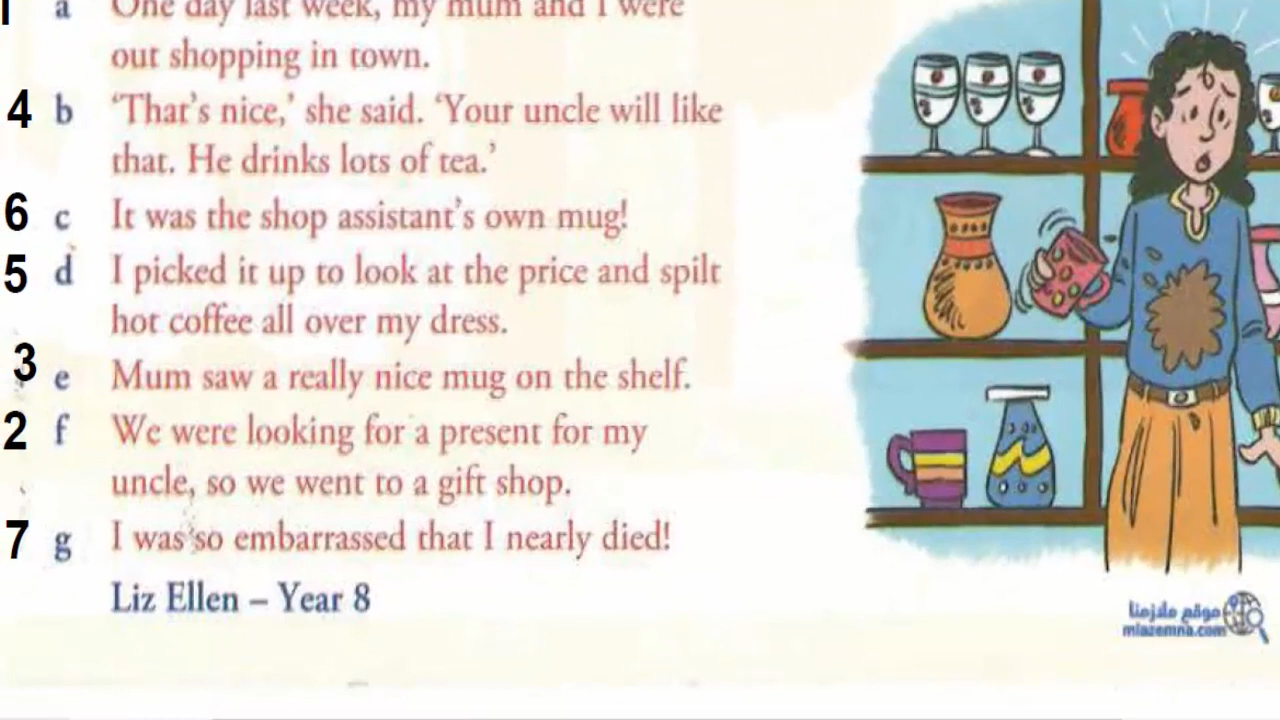 1 a One day last week, my mum and I were
out shopping in town.
4 b 'That's nice,' she said. 'Your uncle will like
that. He drinks lots of tea.'
6 c It was the shop assistant's own mug!
5 d I picked it up to look at the price and spilt
hot coffee all over my dress.
3 e Mum saw a really nice mug on the shelf.
2 f We were looking for a present for my
uncle, so we went to a gift shop.
7 g I was so embarrassed that I nearly died!
Liz Ellen – Year 8
موقع ملازمنا
mlazemna.com